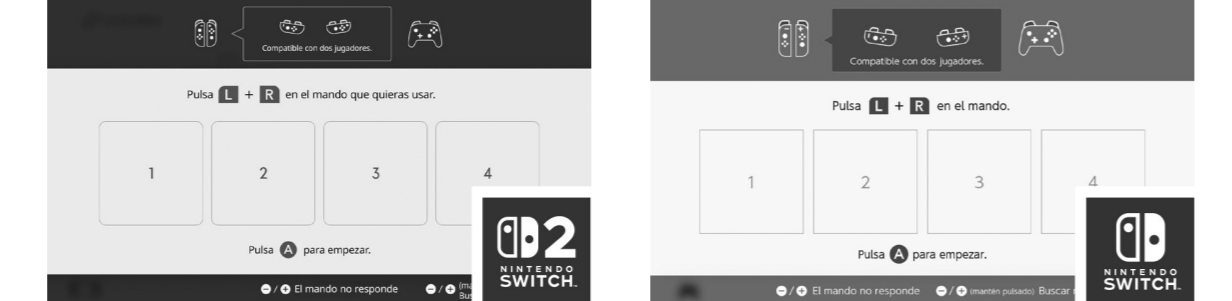 Compatible con dos jugadores.
Pulsa L + R en el mando que quieras usar.
1 2 3 4
Pulsa A para empezar.
⊖/⊕ El mando no responde ⊖/⊕
2
NINTENDO
SWITCH
Compatible con dos jugadores.
Pulsa L + R en el mando.
1 2 3 4
Pulsa A para empezar.
⊖/⊕ El mando no responde ⊖/⊕ (mantén pulsado) Buscar
NINTENDO
SWITCH